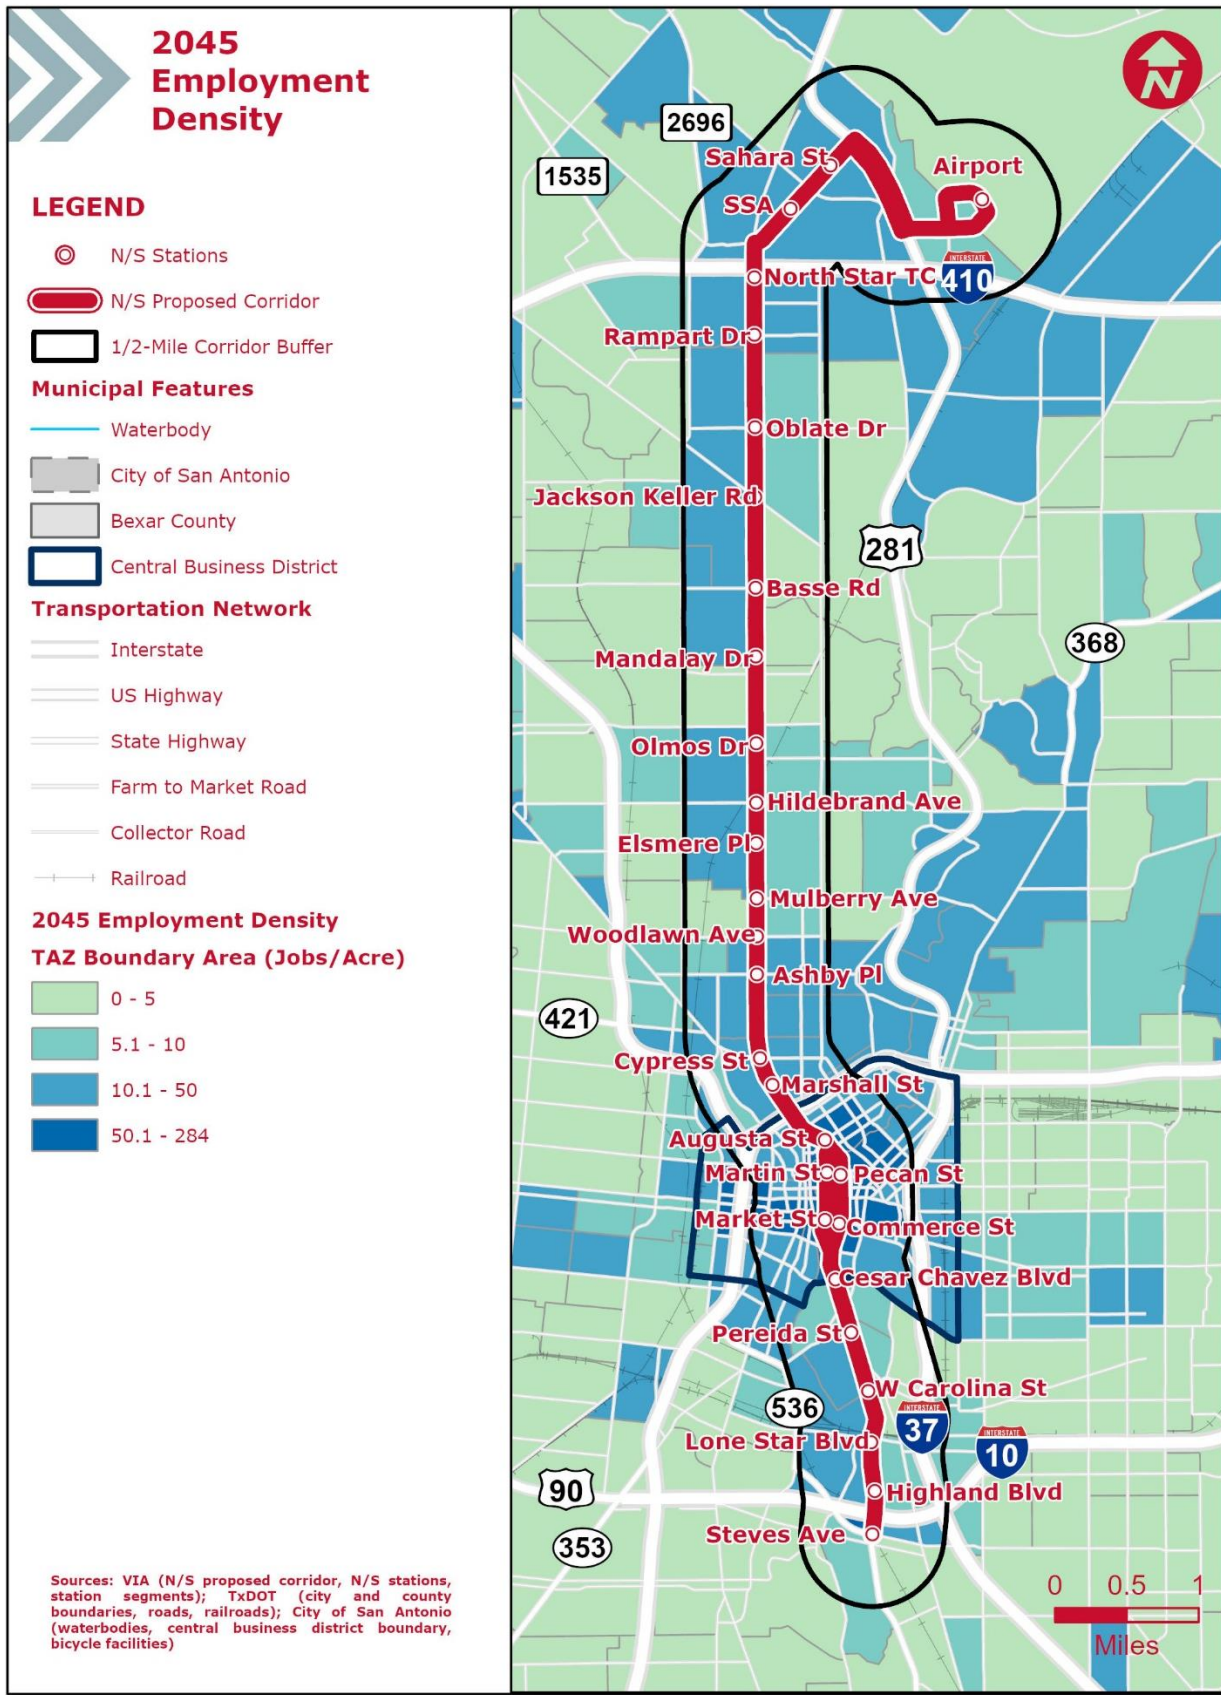 2045
Employment
Density
LEGEND
N/S Stations
N/S Proposed Corridor
1/2-Mile Corridor Buffer
Municipal Features
Waterbody
City of San Antonio
Bexar County
Central Business District
Transportation Network
Interstate
US Highway
State Highway
Farm to Market Road
Collector Road
Railroad
2045 Employment Density
TAZ Boundary Area (Jobs/Acre)
0 - 5
5.1 - 10
10.1 - 50
50.1 - 284
Sources: VIA (N/S proposed corridor, N/S stations,
station segments); TxDOT (city and county
boundaries, roads, railroads); City of San Antonio
(waterbodies, central business district boundary,
bicycle facilities)
N
2696
1535
Sahara St
Airport
SSA
North Star TC
INTERSTATE
410
Rampart Dr
Oblate Dr
Jackson Keller Rd
281
Basse Rd
368
Mandalay Dr
Olmos Dr
Hildebrand Ave
Elsmere Pl
Mulberry Ave
Woodlawn Ave
Ashby Pl
421
Cypress St
Marshall St
Augusta St
Martin St
Pecan St
Market St
Commerce St
Cesar Chavez Blvd
Pereida St
W Carolina St
536
INTERSTATE
37
Lone Star Blvd
INTERSTATE
10
90
Highland Blvd
Steves Ave
353
0 0.5 1
Miles